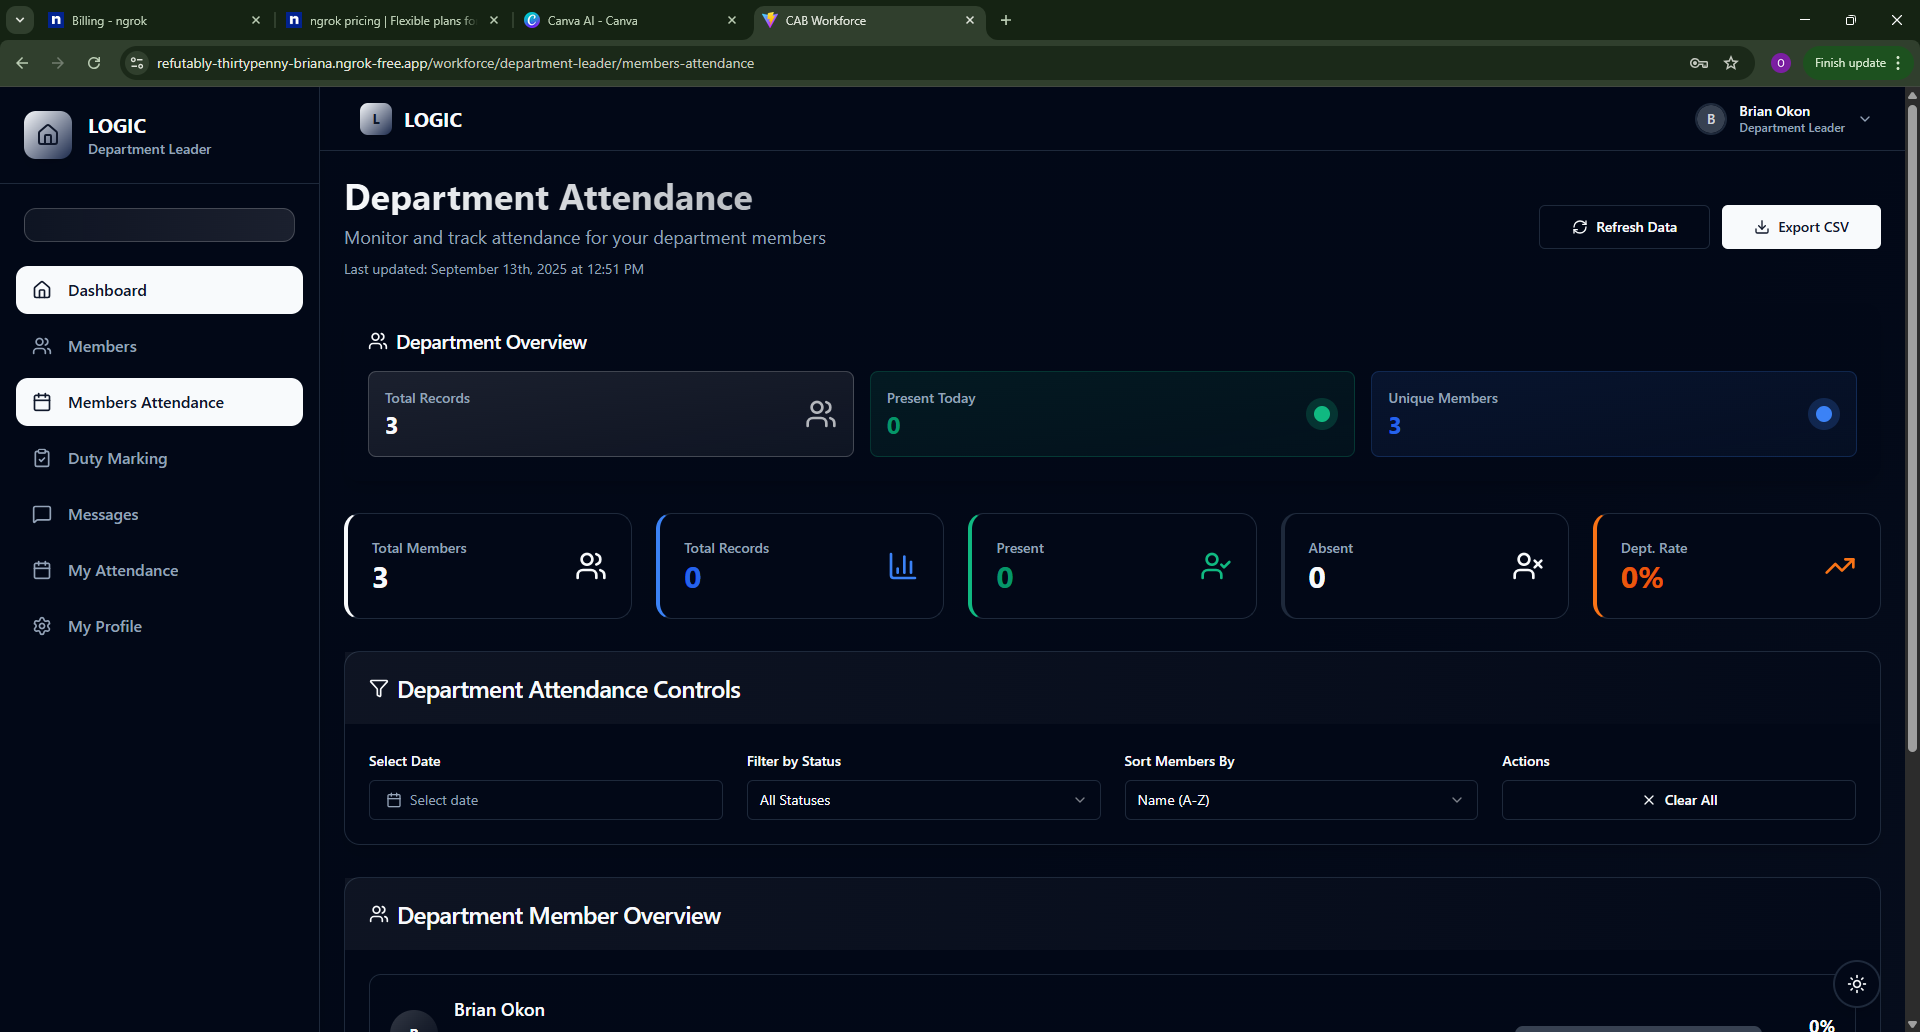 Billing - ngrok
ngrok pricing | Flexible plans fo
Canva AI - Canva
CAB Workforce
refutably-thirtypenny-briana.ngrok-free.app/workforce/department-leader/members-attendance
O
Finish update
LOGIC
Department Leader
Dashboard
Members
Members Attendance
Duty Marking
Messages
My Attendance
My Profile
L LOGIC
B
Brian Okon
Department Leader
Department Attendance
Monitor and track attendance for your department members
Last updated: September 13th, 2025 at 12:51 PM
Refresh Data
Export CSV
Department Overview
Total Records
3
Present Today
0
Unique Members
3
Total Members
3
Total Records
0
Present
0
Absent
0
Dept. Rate
0%
Department Attendance Controls
Select Date
Select date
Filter by Status
All Statuses
Sort Members By
Name (A-Z)
Actions
Clear All
Department Member Overview
Brian Okon
0%